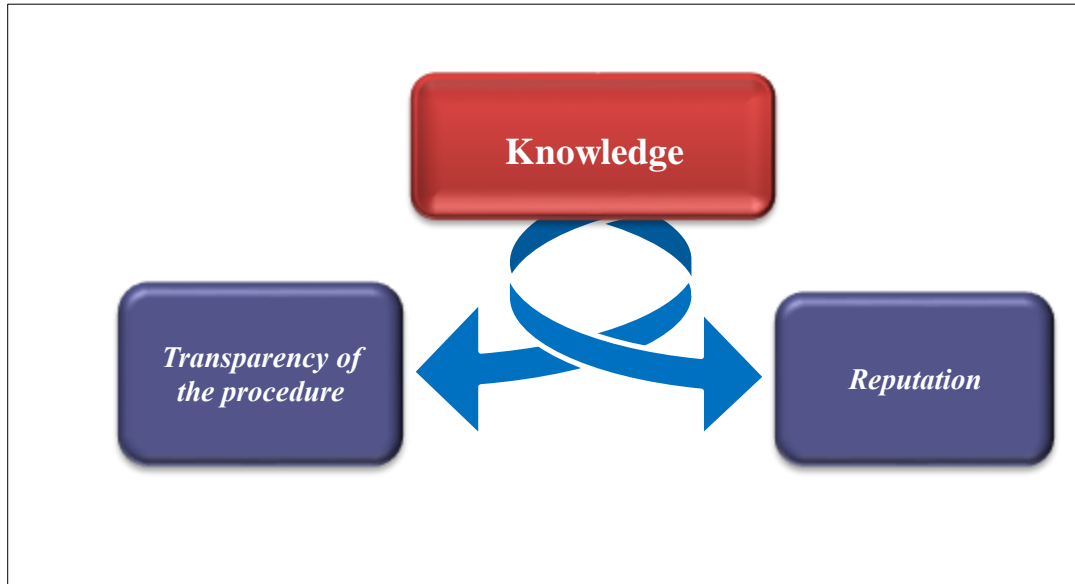 Knowledge
Transparency of
the procedure
Reputation